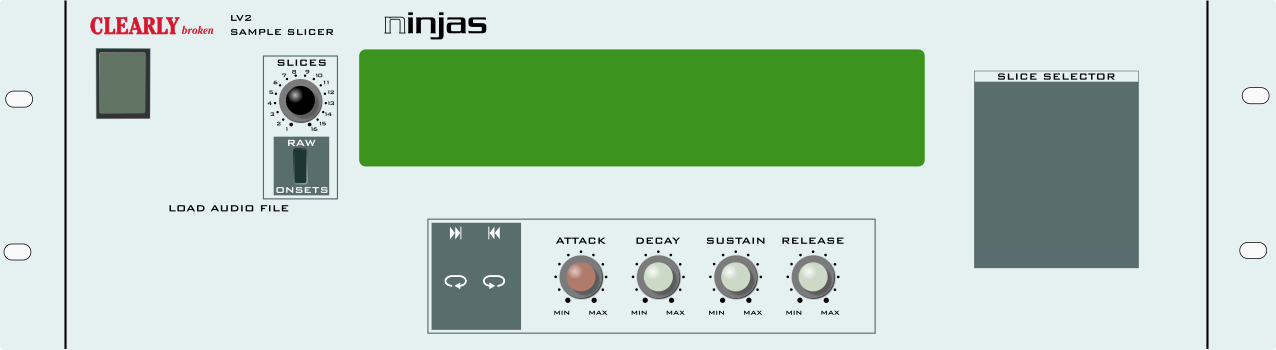 CLEARLY broken
LV2
SAMPLE SLICER
ninjas
SLICES
1 2 3 4 5 6 7 8 9 10 11 12 13 14 15 16
RAW
ONSETS
LOAD AUDIO FILE
SLICE SELECTOR
ATTACK DECAY SUSTAIN RELEASE
MIN MAX MIN MAX MIN MAX MIN MAX